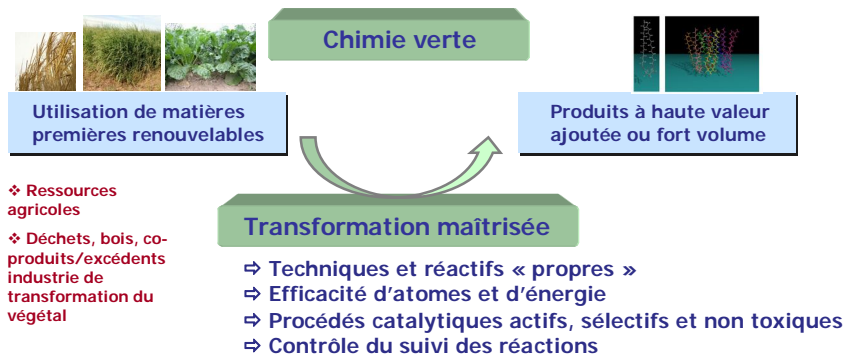 Chimie verte
Utilisation de matières
premières renouvelables
Produits à haute valeur
ajoutée ou fort volume
❖ Ressources
agricoles
❖ Déchets, bois, co-
produits/excédents
industrie de
transformation du
végétal
Transformation maîtrisée
⇨ Techniques et réactifs « propres »
⇨ Efficacité d'atomes et d'énergie
⇨ Procédés catalytiques actifs, sélectifs et non toxiques
⇨ Contrôle du suivi des réactions